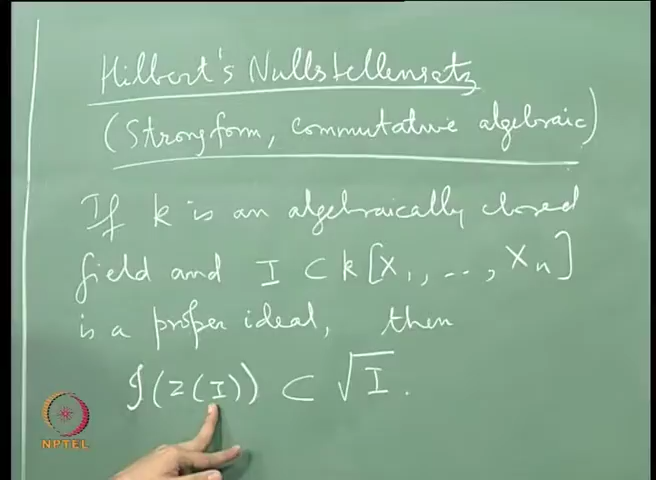 Hilbert's Nullstellensatz
(Strong form, commutative algebraic)
If k is an algebraically closed
field and I ⊂ k[X₁, ..., Xₙ]
is a proper ideal, then
𝓘(Z(I)) ⊂ √I.
NPTEL